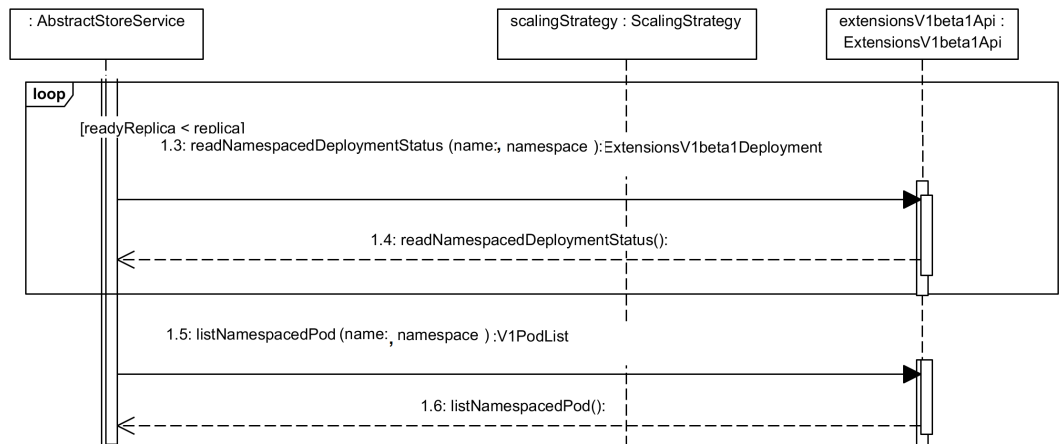 : AbstractStoreService
scalingStrategy : ScalingStrategy
extensionsV1beta1Api :
ExtensionsV1beta1Api
loop
[readyReplica < replica]
1.3: readNamespacedDeploymentStatus (name:, namespace ):ExtensionsV1beta1Deployment
1.4: readNamespacedDeploymentStatus():
1.5: listNamespacedPod (name:, namespace ) :V1PodList
1.6: listNamespacedPod():